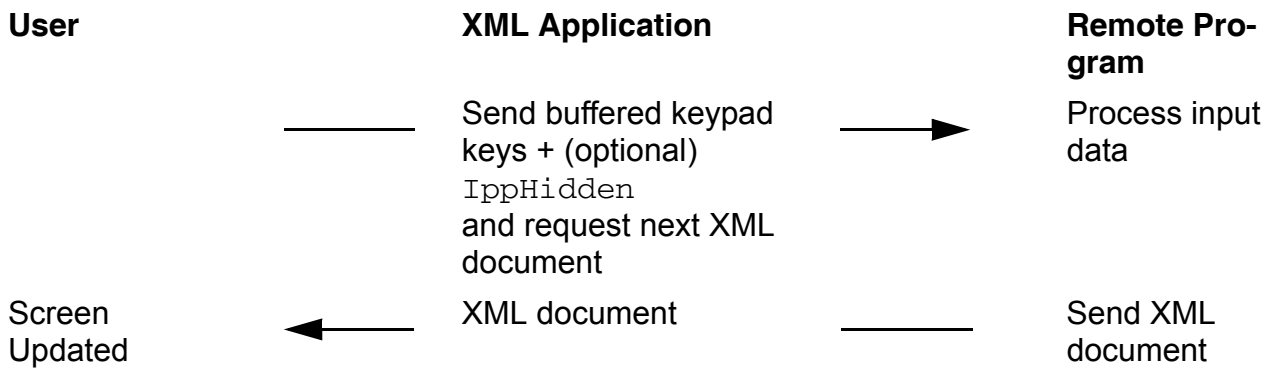 User
XML Application
Remote Pro-
gram
Send buffered keypad
keys + (optional)
IppHidden
and request next XML
document
Process input
data
Screen
Updated
XML document
Send XML
document